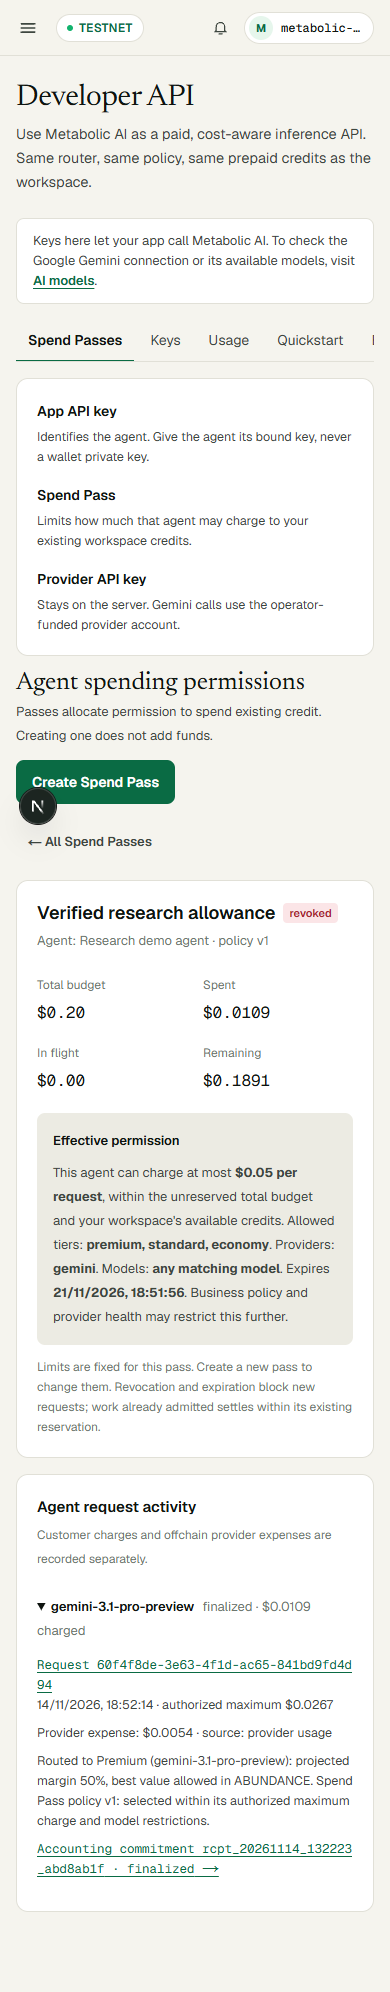 TESTNET
M metabolic-…
Developer API
Use Metabolic AI as a paid, cost-aware inference API.
Same router, same policy, same prepaid credits as the
workspace.
Keys here let your app call Metabolic AI. To check the
Google Gemini connection or its available models, visit
AI models.
Spend Passes Keys Usage Quickstart
App API key
Identifies the agent. Give the agent its bound key, never
a wallet private key.
Spend Pass
Limits how much that agent may charge to your
existing workspace credits.
Provider API key
Stays on the server. Gemini calls use the operator-
funded provider account.
Agent spending permissions
Passes allocate permission to spend existing credit.
Creating one does not add funds.
Create Spend Pass
N
← All Spend Passes
Verified research allowance revoked
Agent: Research demo agent · policy v1
Total budget Spent
$0.20 $0.0109
In flight Remaining
$0.00 $0.1891
Effective permission
This agent can charge at most $0.05 per
request, within the unreserved total budget
and your workspace's available credits. Allowed
tiers: premium, standard, economy. Providers:
gemini. Models: any matching model. Expires
21/11/2026, 18:51:56. Business policy and
provider health may restrict this further.
Limits are fixed for this pass. Create a new pass to
change them. Revocation and expiration block new
requests; work already admitted settles within its existing
reservation.
Agent request activity
Customer charges and offchain provider expenses are
recorded separately.
▼ gemini-3.1-pro-preview finalized · $0.0109
charged
Request 60f4f8de-3e63-4f1d-ac65-841bd9fd4d
94
14/11/2026, 18:52:14 · authorized maximum $0.0267
Provider expense: $0.0054 · source: provider usage
Routed to Premium (gemini-3.1-pro-preview): projected
margin 50%, best value allowed in ABUNDANCE. Spend
Pass policy v1: selected within its authorized maximum
charge and model restrictions.
Accounting commitment rcpt_20261114_132223
_abd8ab1f · finalized →